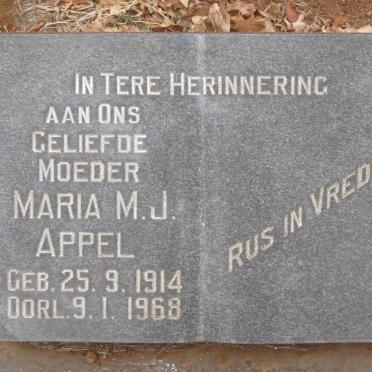 IN TERE HERINNERING
AAN ONS
GELIEFDE
MOEDER
MARIA M.J.
APPEL
GEB. 25. 9. 1914
OORL. 9. 1. 1968
RUS IN VRED